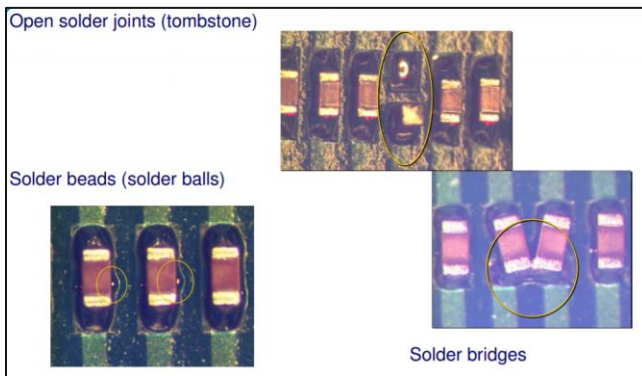 Open solder joints (tombstone)
Solder beads (solder balls)
Solder bridges